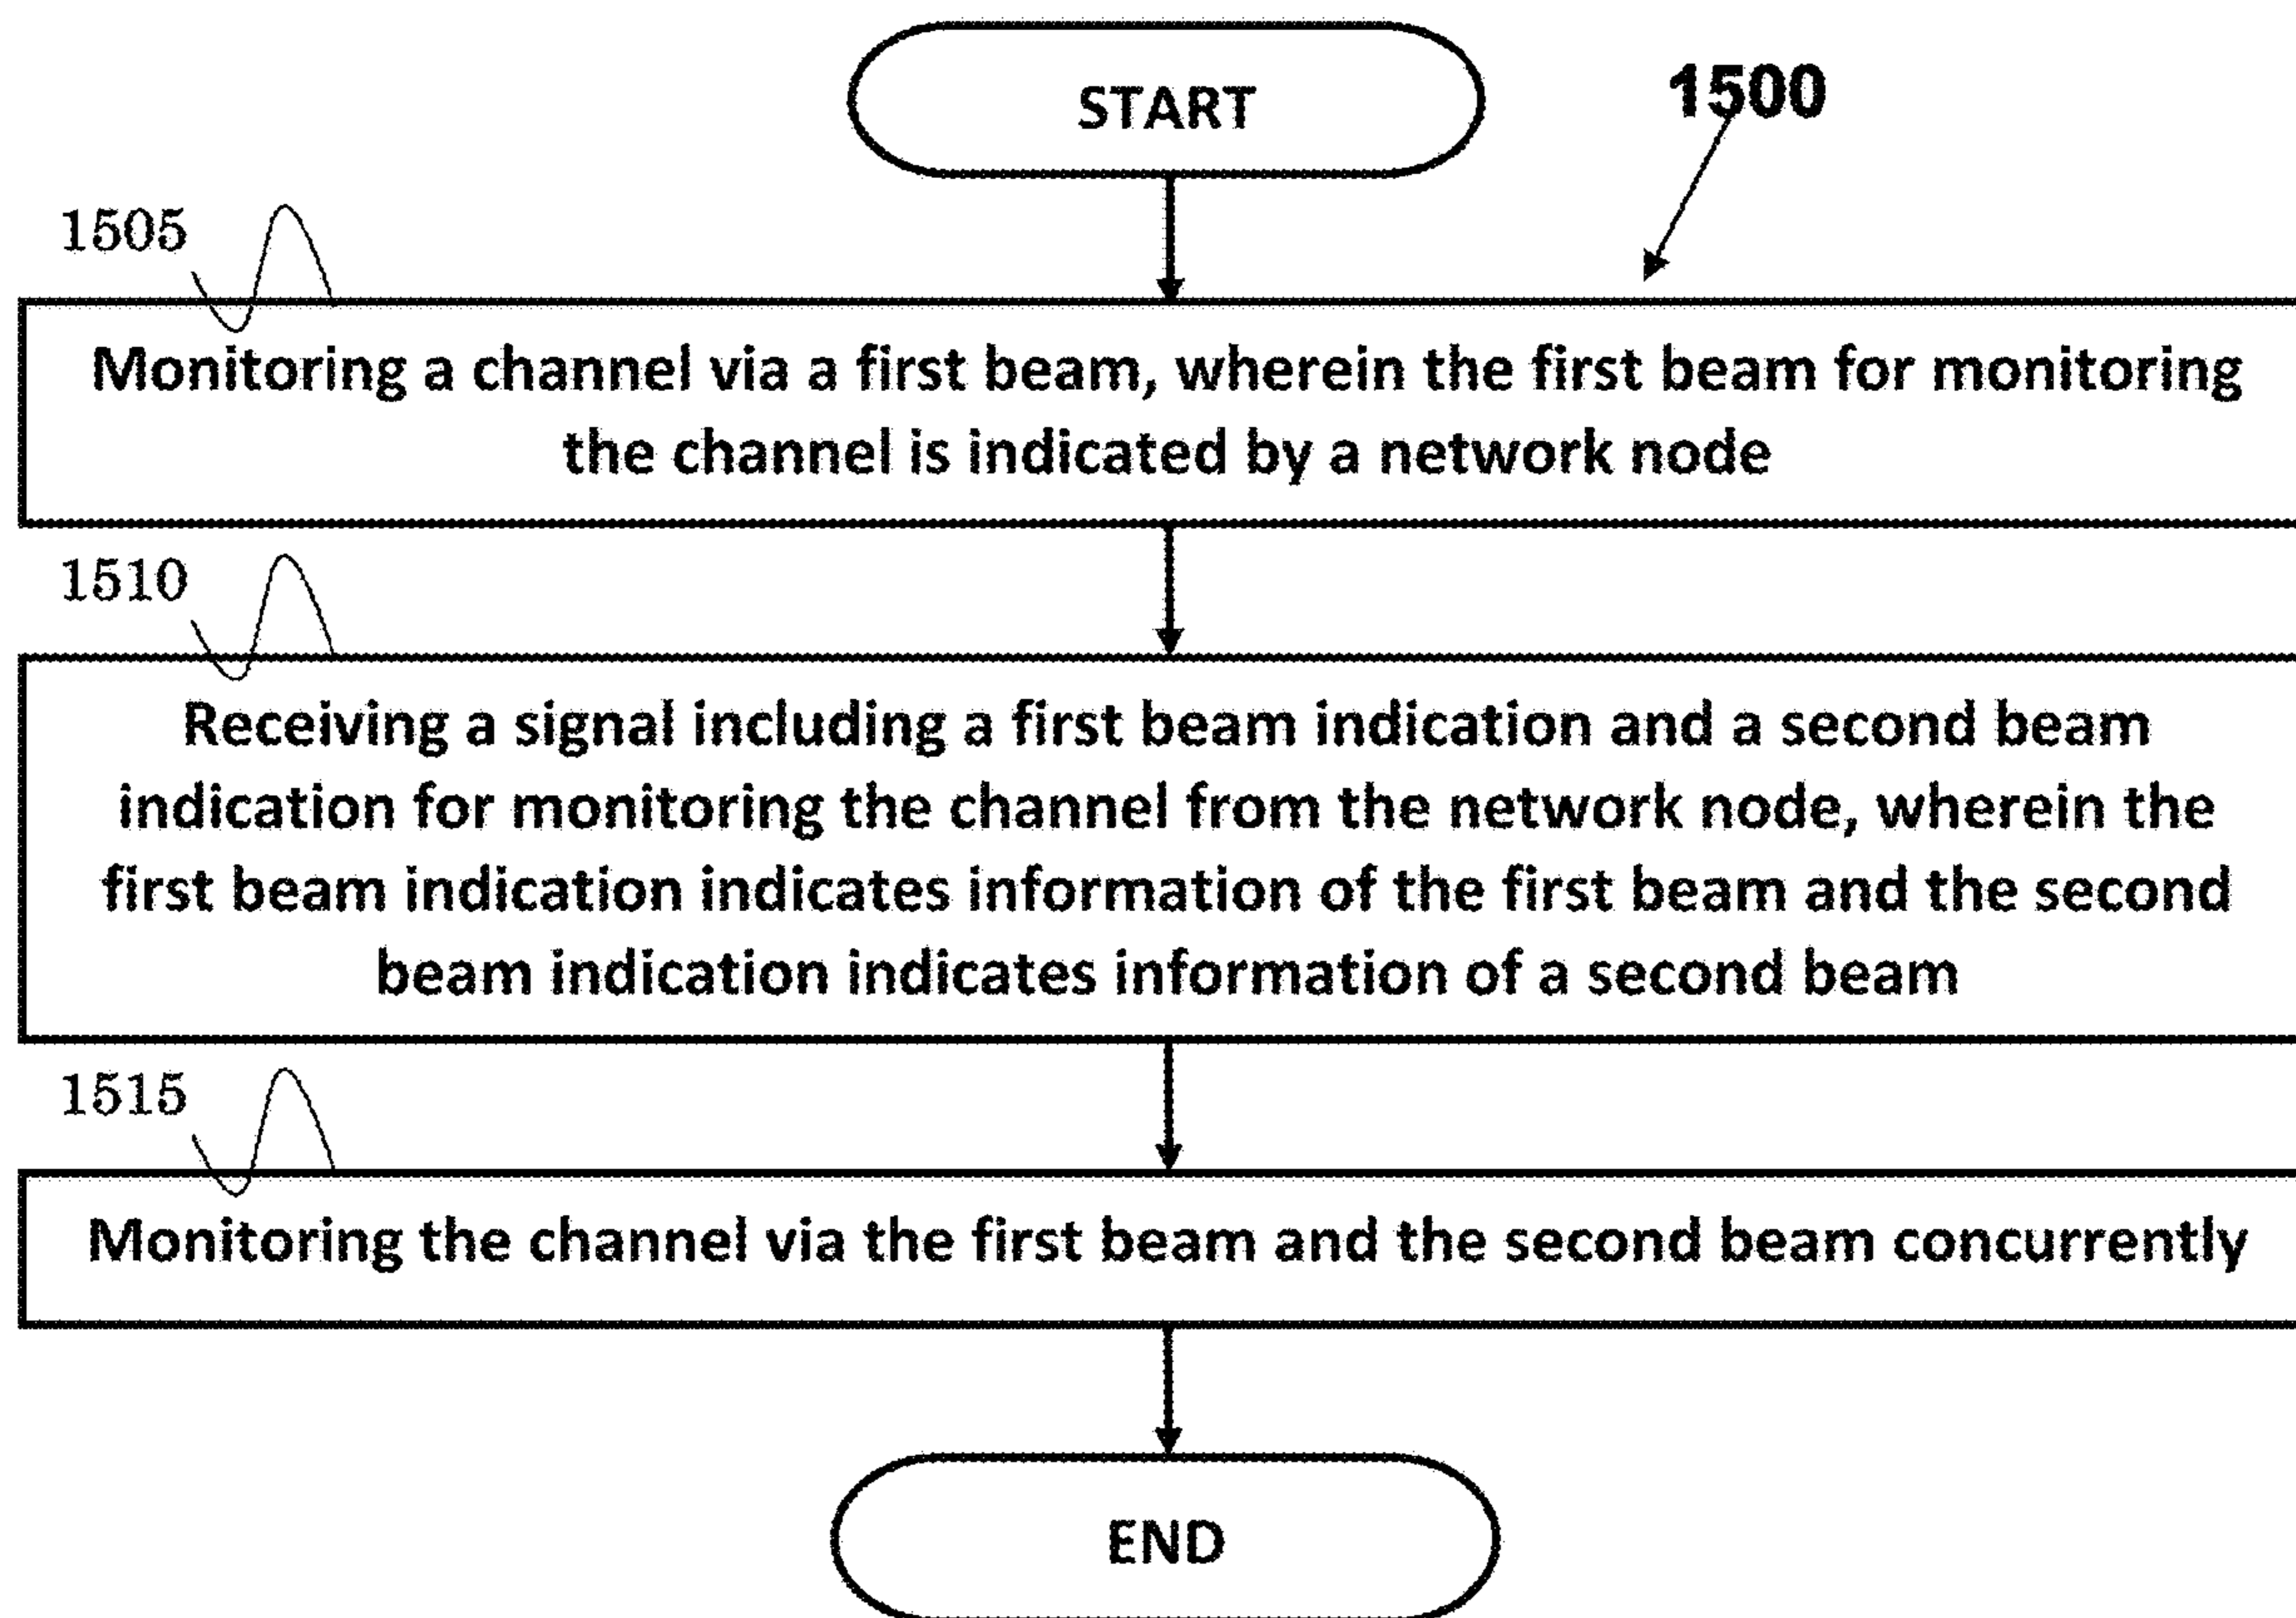 START
1500
1505
Monitoring a channel via a first beam, wherein the first beam for monitoring
the channel is indicated by a network node
1510
Receiving a signal including a first beam indication and a second beam
indication for monitoring the channel from the network node, wherein the
first beam indication indicates information of the first beam and the second
beam indication indicates information of a second beam
1515
Monitoring the channel via the first beam and the second beam concurrently
END